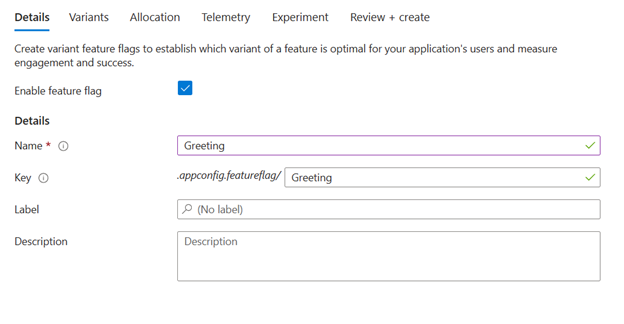 Details Variants Allocation Telemetry Experiment Review + create
Create variant feature flags to establish which variant of a feature is optimal for your application's users and measure
engagement and success.
Enable feature flag
Details
Name * Greeting
Key .appconfig.featureflag/ Greeting
Label (No label)
Description Description